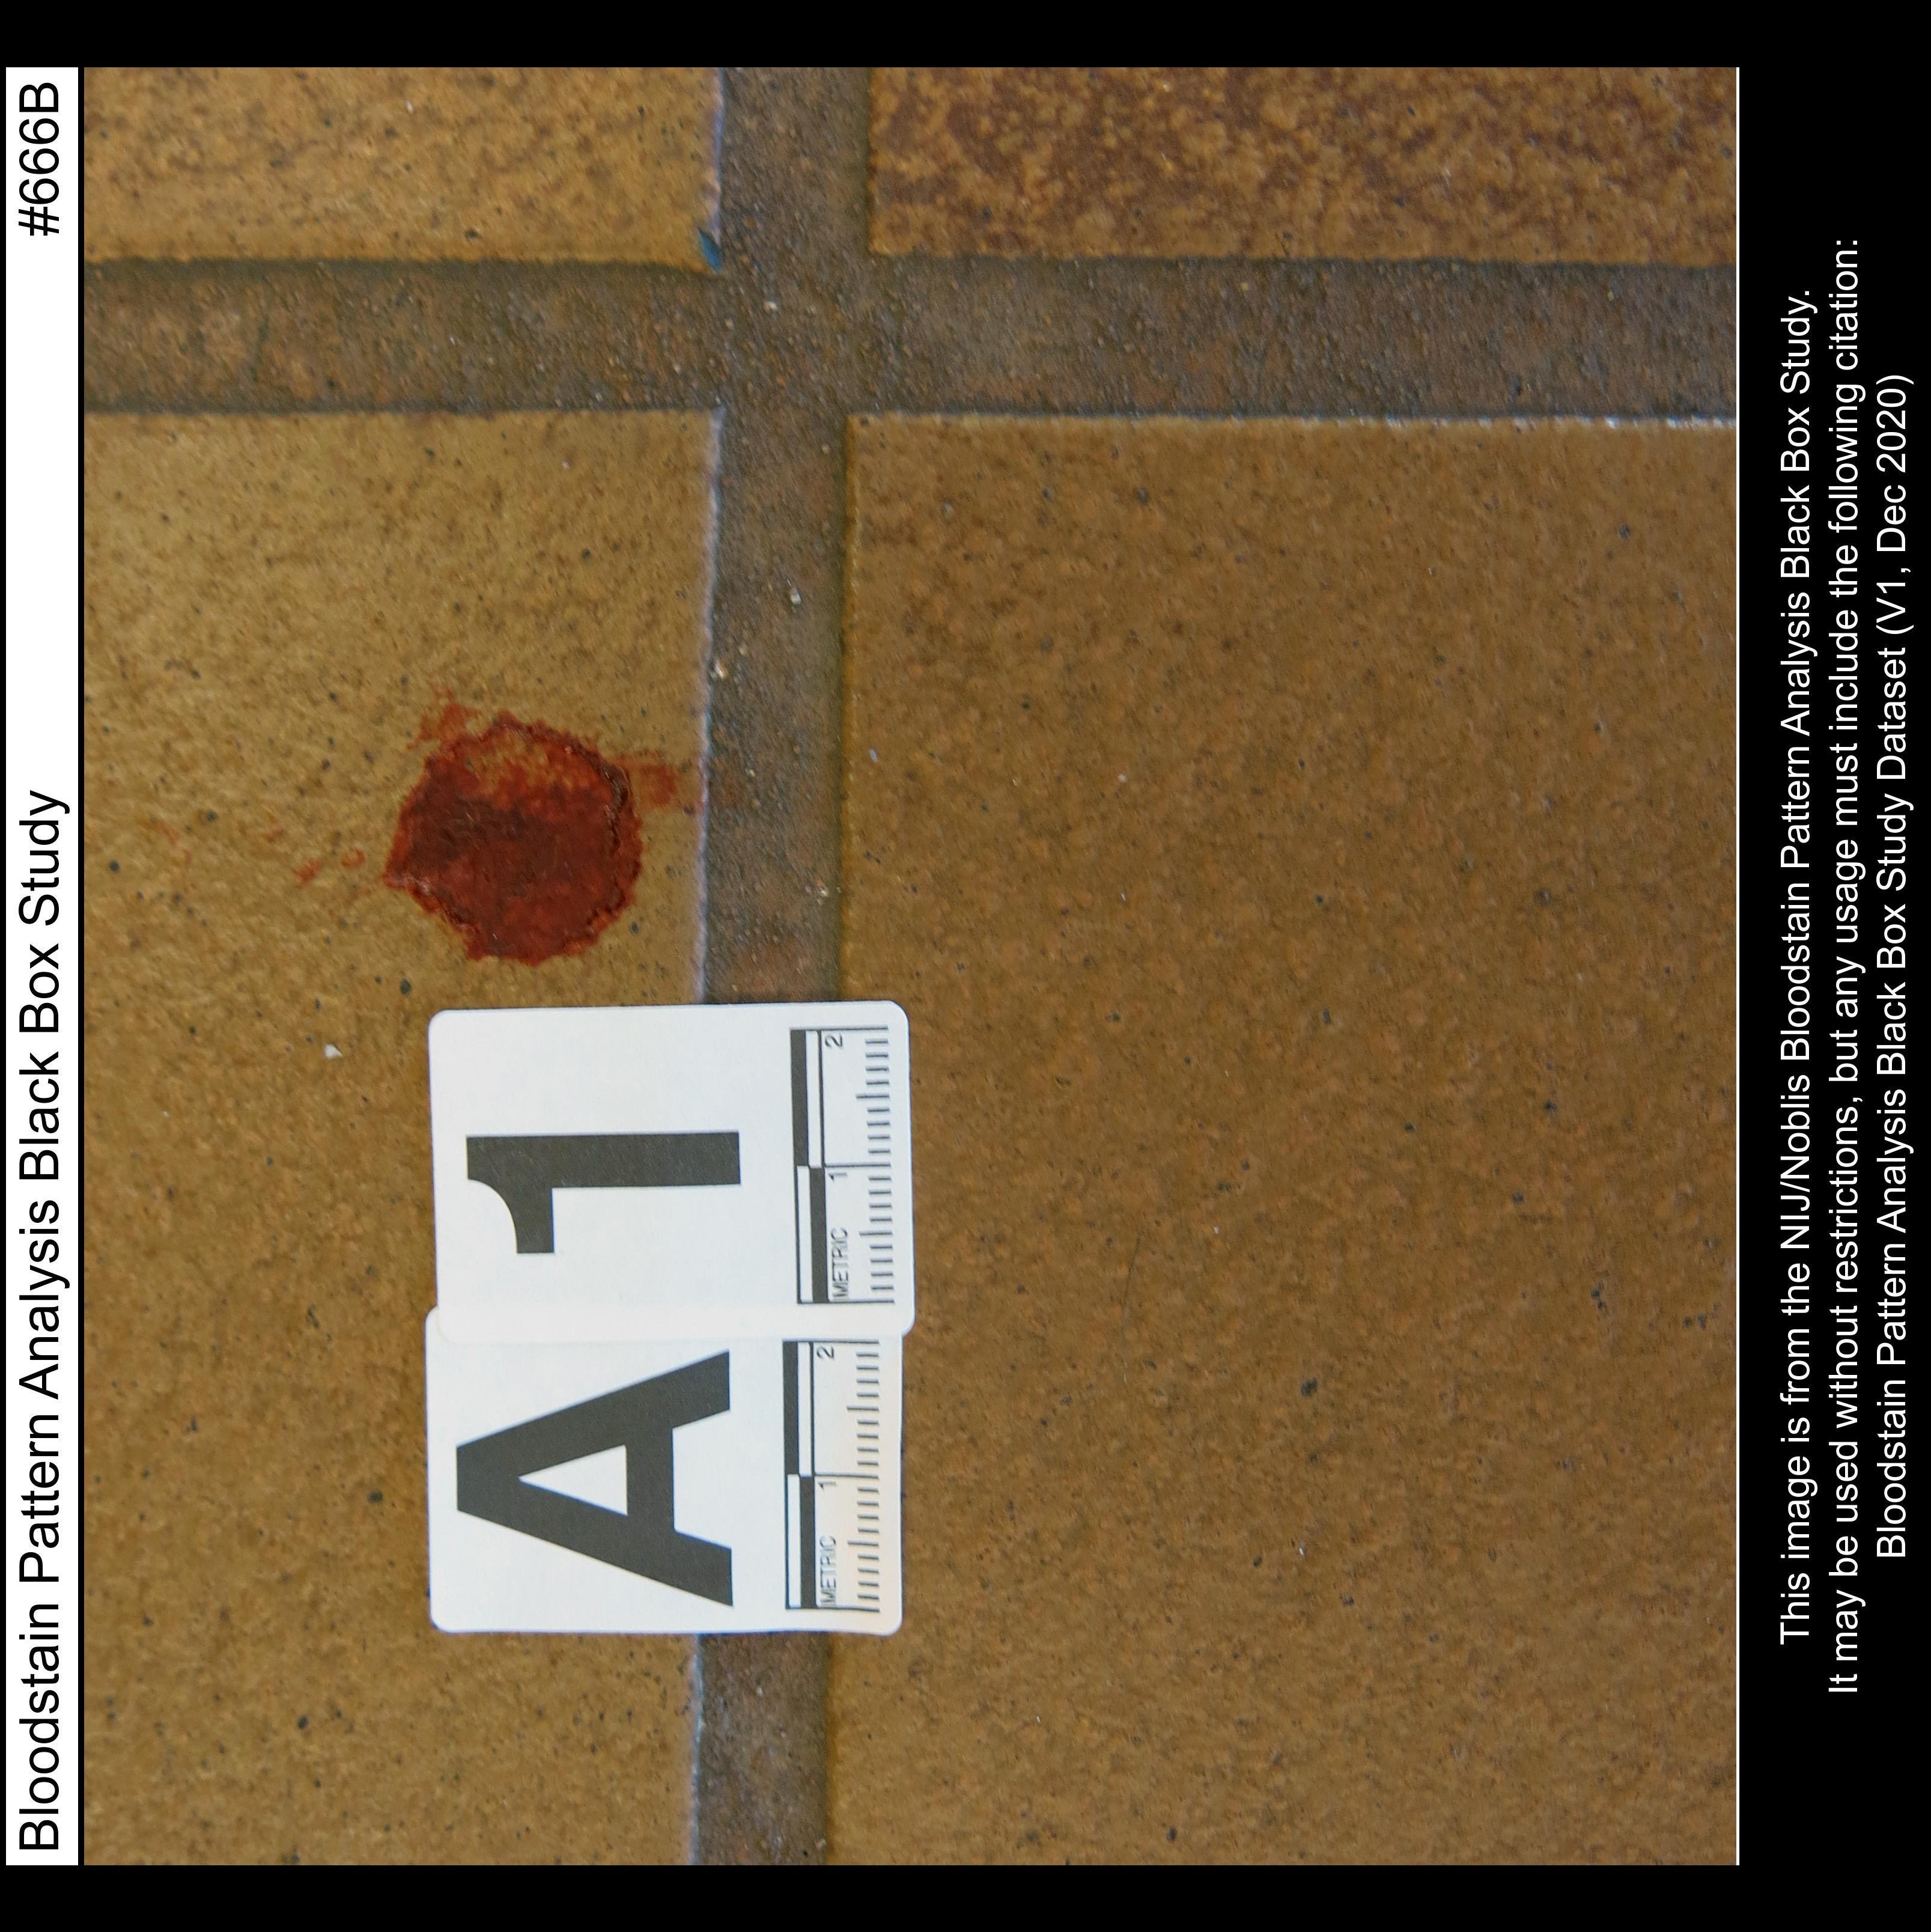 Bloodstain Pattern Analysis Black Box Study #666B
A 1
METRIC 1 2 METRIC 1 2
This image is from the NIJ/Noblis Bloodstain Pattern Analysis Black Box Study.
It may be used without restrictions, but any usage must include the following citation:
Bloodstain Pattern Analysis Black Box Study Dataset (V1, Dec 2020)